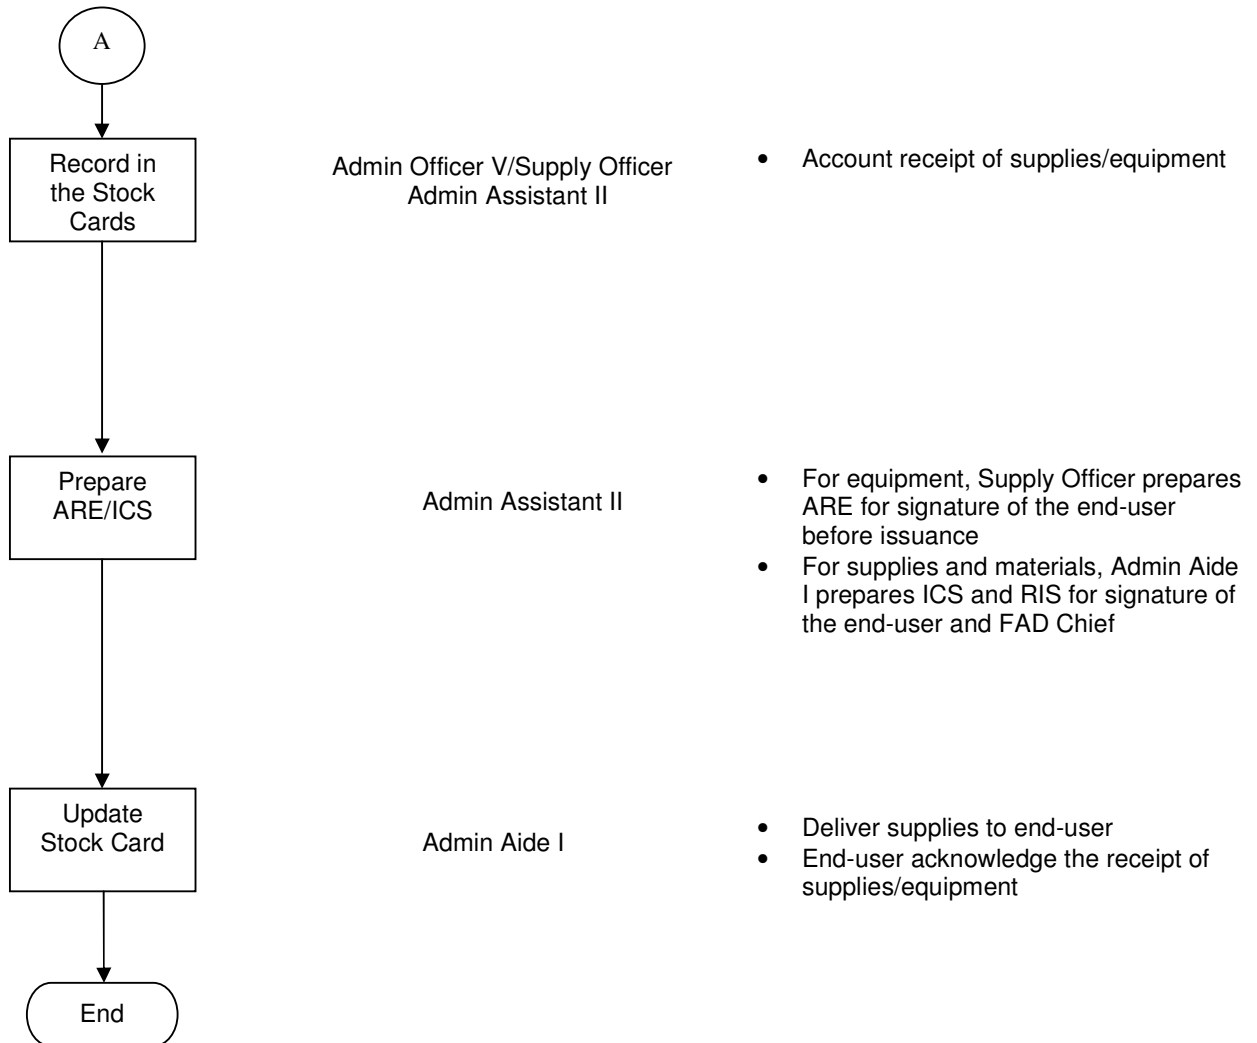 A
Record in
the Stock
Cards
Admin Officer V/Supply Officer
Admin Assistant II
• Account receipt of supplies/equipment
Prepare
ARE/ICS
Admin Assistant II
• For equipment, Supply Officer prepares
ARE for signature of the end-user
before issuance
• For supplies and materials, Admin Aide
I prepares ICS and RIS for signature of
the end-user and FAD Chief
Update
Stock Card
Admin Aide I
• Deliver supplies to end-user
• End-user acknowledge the receipt of
supplies/equipment
End